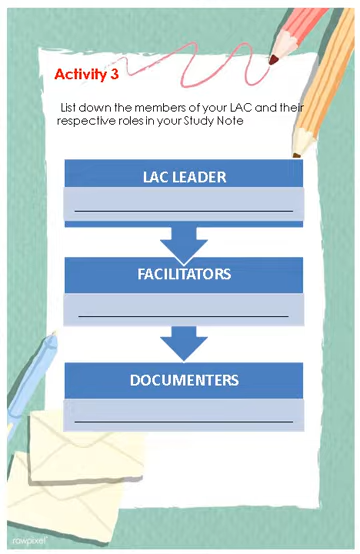 Activity 3
List down the members of your LAC and their
respective roles in your Study Note
LAC LEADER
FACILITATORS
DOCUMENTERS
rawpixel